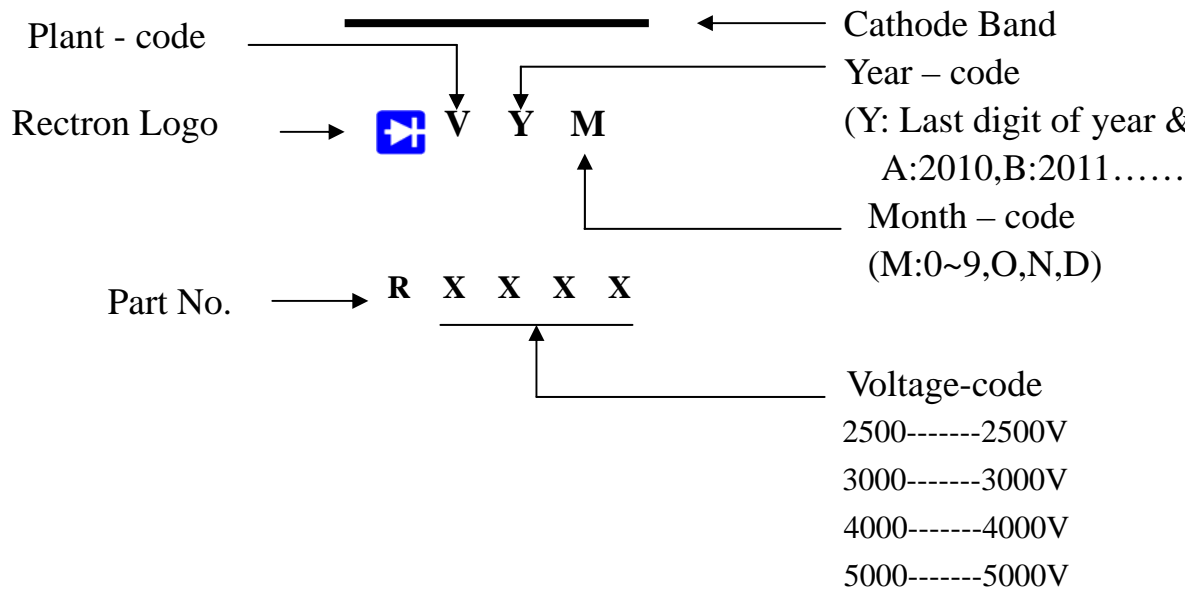 Plant - code
Cathode Band
Year – code
(Y: Last digit of year &
A:2010,B:2011……
Rectron Logo
V Y M
Month – code
(M:0~9,O,N,D)
Part No.
R X X X X
Voltage-code
2500-------2500V
3000-------3000V
4000-------4000V
5000-------5000V